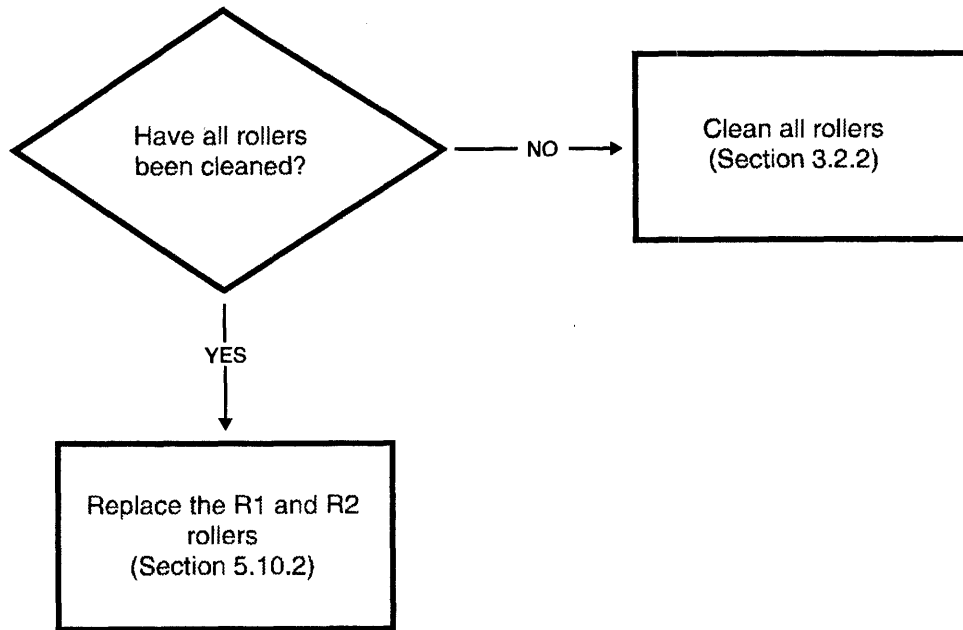 Have all rollers
been cleaned?
NO
Clean all rollers
(Section 3.2.2)
YES
Replace the R1 and R2
rollers
(Section 5.10.2)